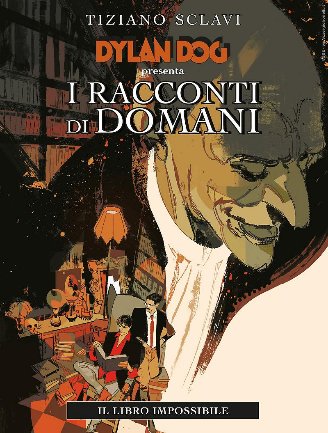 TIZIANO SCLAVI
DYLAN DOG
presenta
I RACCONTI
DI DOMANI
IL LIBRO IMPOSSIBILE